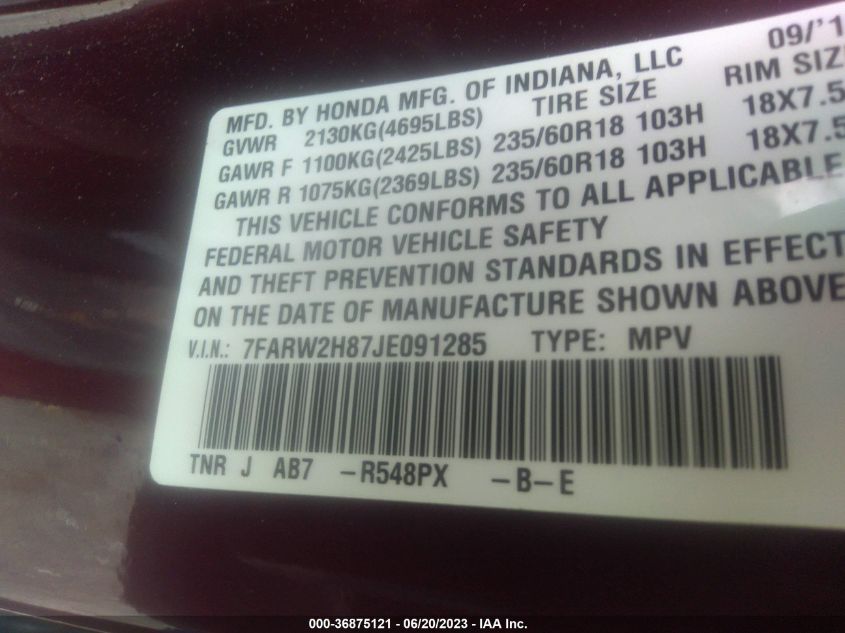 09/'1
MFD. BY HONDA MFG. OF INDIANA, LLC
GVWR 2130KG(4695LBS) TIRE SIZE RIM SIZE
GAWR F 1100KG(2425LBS) 235/60R18 103H 18X7.5
GAWR R 1075KG(2369LBS) 235/60R18 103H 18X7.5
THIS VEHICLE CONFORMS TO ALL APPLICABLE
FEDERAL MOTOR VEHICLE SAFETY
AND THEFT PREVENTION STANDARDS IN EFFECT
ON THE DATE OF MANUFACTURE SHOWN ABOVE
V.I.N.: 7FARW2H87JE091285 TYPE: MPV
TNR J AB7 -R548PX -B-E
000-36875121 - 06/20/2023 - IAA Inc.